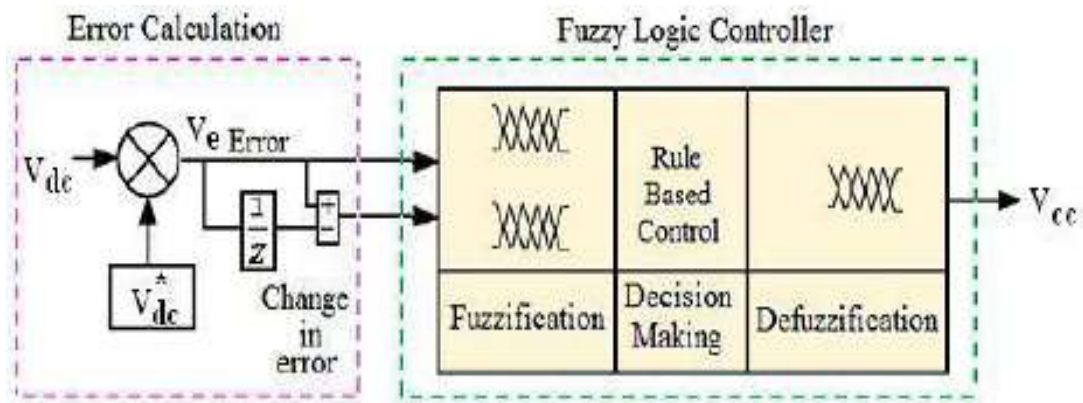 Error Calculation
Fuzzy Logic Controller
Vdc
Ve Error
1
z
+
-
V*dc
Change
in
error
Rule
Based
Control
Fuzzification
Decision
Making
Defuzzification
Vcc